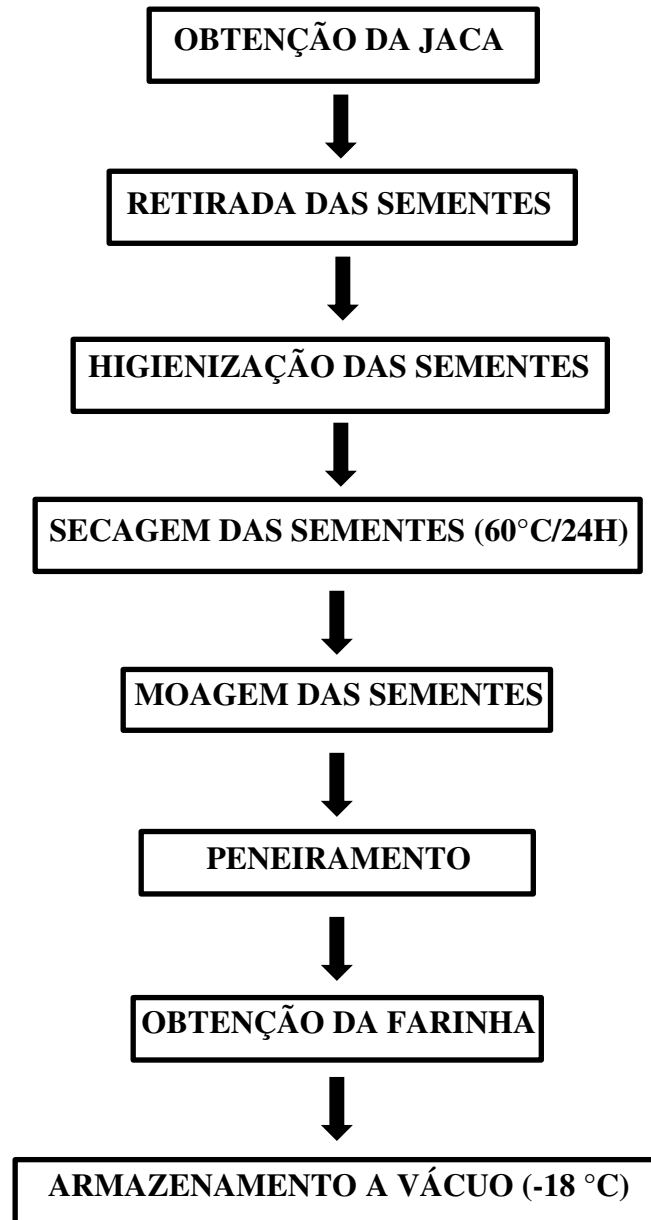 OBTENÇÃO DA JACA
RETIRADA DAS SEMENTES
HIGIENIZAÇÃO DAS SEMENTES
SECAGEM DAS SEMENTES (60°C/24H)
MOAGEM DAS SEMENTES
PENEIRAMENTO
OBTENÇÃO DA FARINHA
ARMAZENAMENTO A VÁCUO (-18 °C)